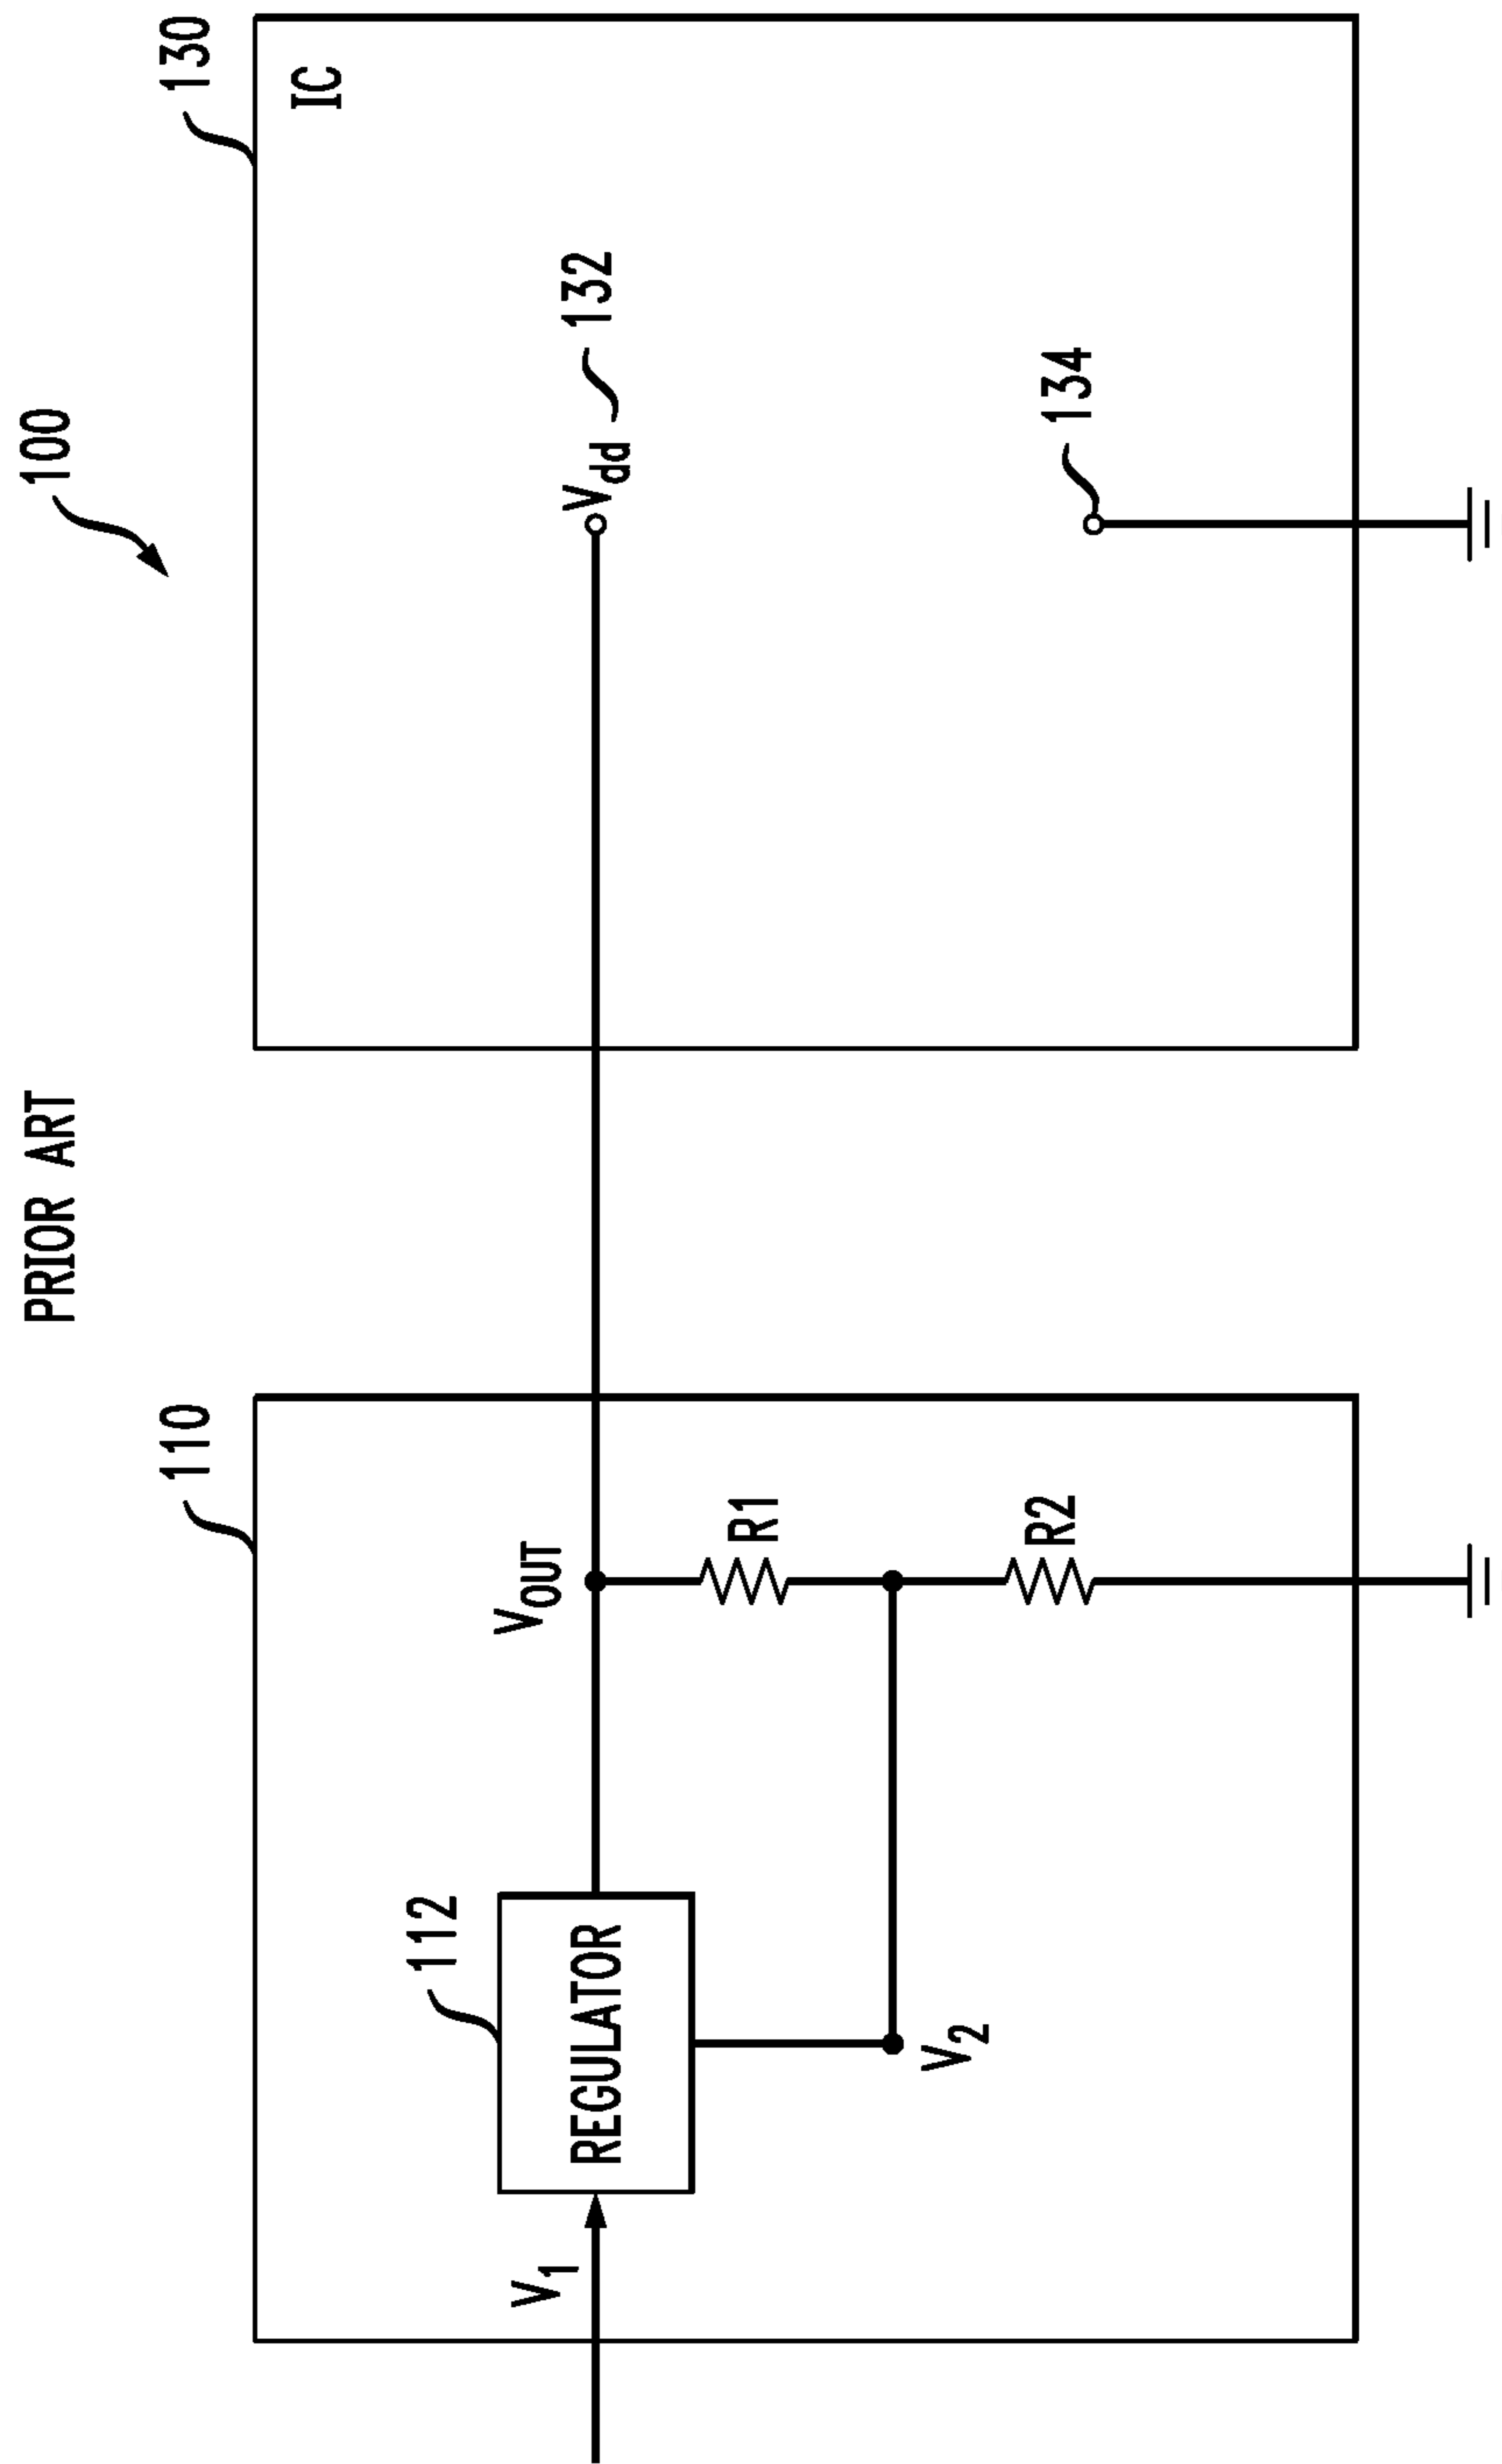 PRIOR ART
100
110
130
IC
112
V1
REGULATOR
VOUT
Vdd
132
R1
V2
R2
134